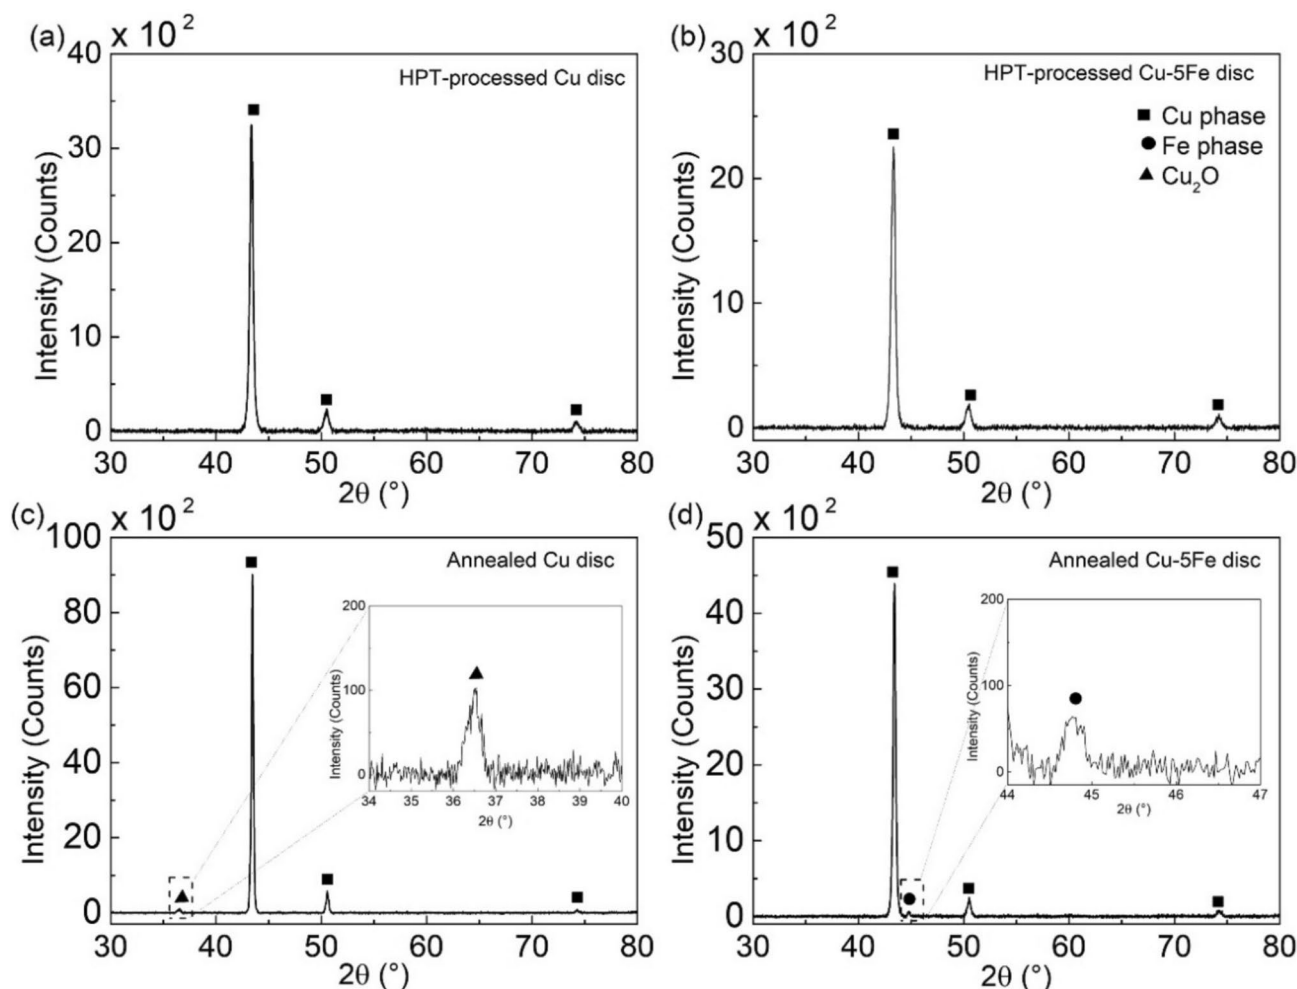 (a) x 10²
HPT-processed Cu disc
Intensity (Counts)
40
30
20
10
0
30 40 50 60 70 80
2θ (°)
(b) x 10²
HPT-processed Cu-5Fe disc
Cu phase
Fe phase
Cu₂O
Intensity (Counts)
30
20
10
0
30 40 50 60 70 80
2θ (°)
(c) x 10²
Annealed Cu disc
Intensity (Counts)
100
80
60
40
20
0
30 40 50 60 70 80
2θ (°)
Intensity (Counts)
200
100
0
34 35 36 37 38 39 40
2θ (°)
(d) x 10²
Annealed Cu-5Fe disc
Intensity (Counts)
50
40
30
20
10
0
30 40 50 60 70 80
2θ (°)
Intensity (Counts)
200
100
0
44 45 46 47
2θ (°)